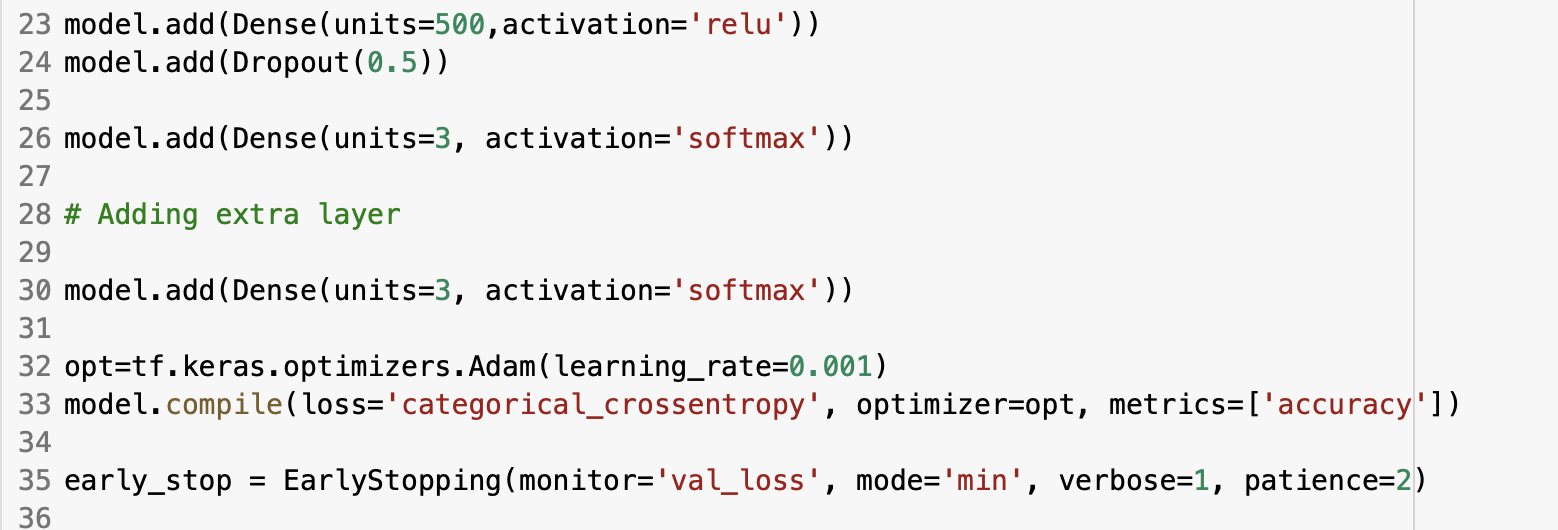 23 model.add(Dense(units=500,activation='relu'))
24 model.add(Dropout(0.5))
25
26 model.add(Dense(units=3, activation='softmax'))
27
28 # Adding extra layer
29
30 model.add(Dense(units=3, activation='softmax'))
31
32 opt=tf.keras.optimizers.Adam(learning_rate=0.001)
33 model.compile(loss='categorical_crossentropy', optimizer=opt, metrics=['accuracy'])
34
35 early_stop = EarlyStopping(monitor='val_loss', mode='min', verbose=1, patience=2)
36